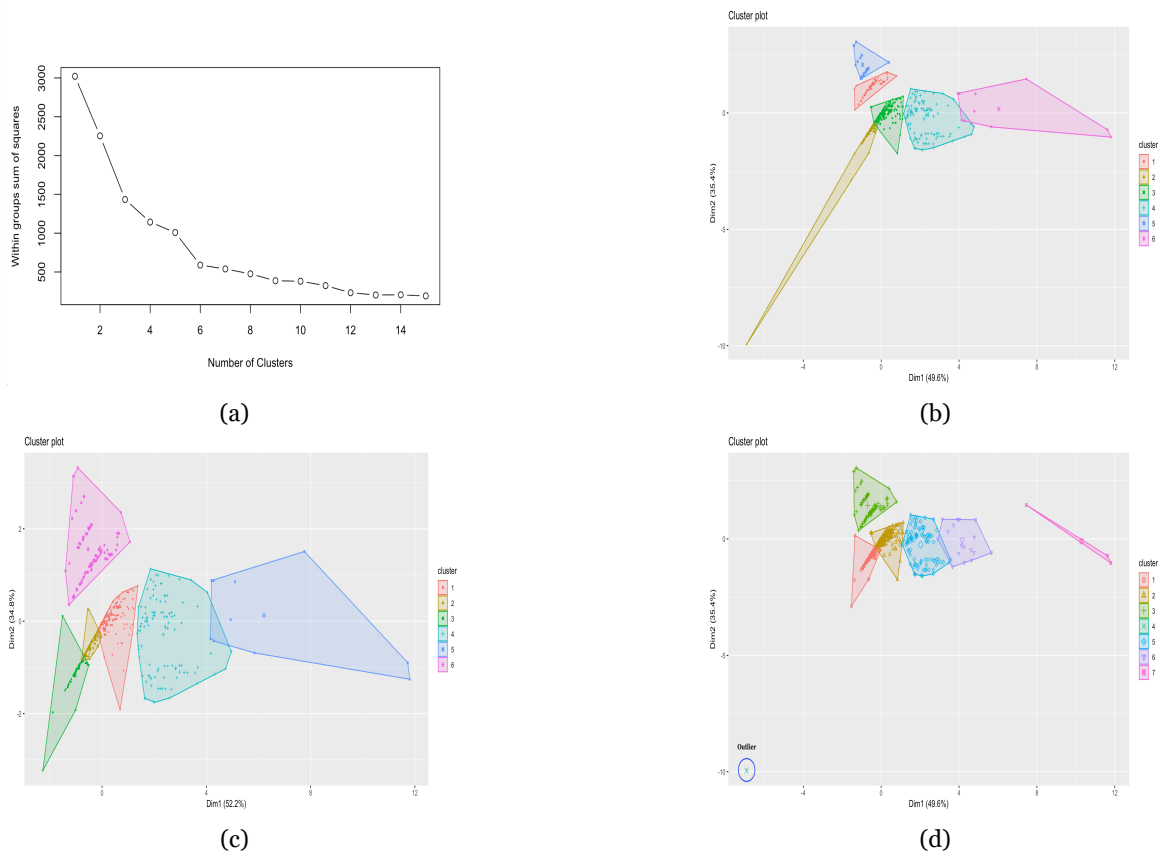 Within groups sum of squares
3000
2500
2000
1500
1000
500
2 4 6 8 10 12 14
Number of Clusters
(a)
Cluster plot
Dim2 (35.4%)
0
-5
-10
-4 0 4 8 12
Dim1 (49.6%)
cluster
1
2
3
4
5
6
(b)
Cluster plot
Dim2 (34.8%)
2
0
-2
0 4 8 12
Dim1 (52.2%)
cluster
1
2
3
4
5
6
(c)
Cluster plot
Dim2 (35.4%)
0
-5
-10
Outlier
-4 0 4 8 12
Dim1 (49.6%)
cluster
1
2
3
4
5
6
7
(d)